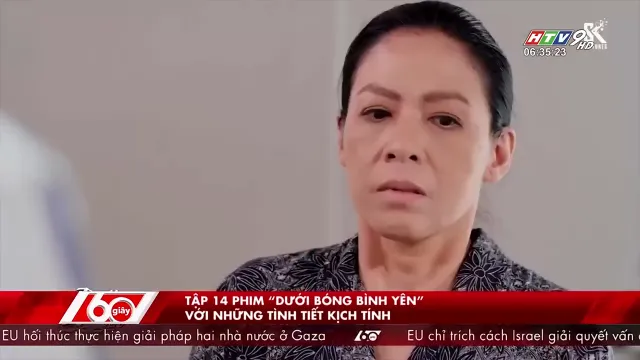 HTV9 HD
06:35:23
60 giây
TẬP 14 PHIM “DƯỚI BÓNG BÌNH YÊN”
VỚI NHỮNG TÌNH TIẾT KỊCH TÍNH
EU hối thúc thực hiện giải pháp hai nhà nước ở Gaza
60
EU chỉ trích cách Israel giải quyết vấn